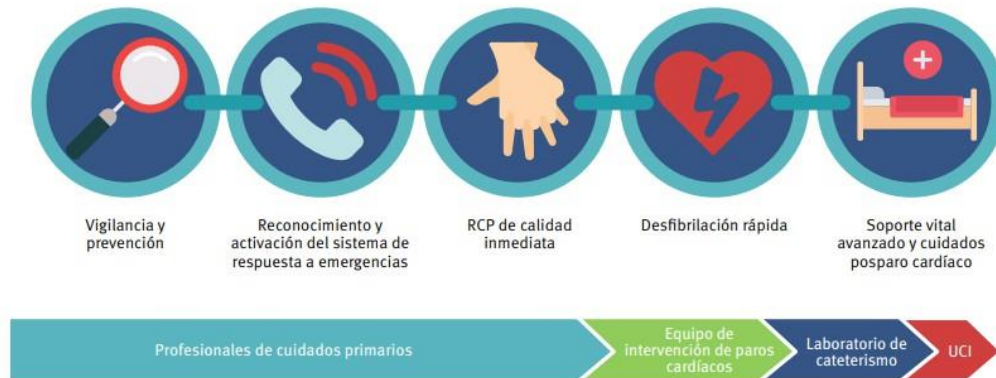 Vigilancia y
prevención
Reconocimiento y
activación del sistema de
respuesta a emergencias
RCP de calidad
inmediata
Desfibrilación rápida
Soporte vital
avanzado y cuidados
posparo cardíaco
Profesionales de cuidados primarios
Equipo de
intervención de paros
cardíacos
Laboratorio de
cateterismo
UCI